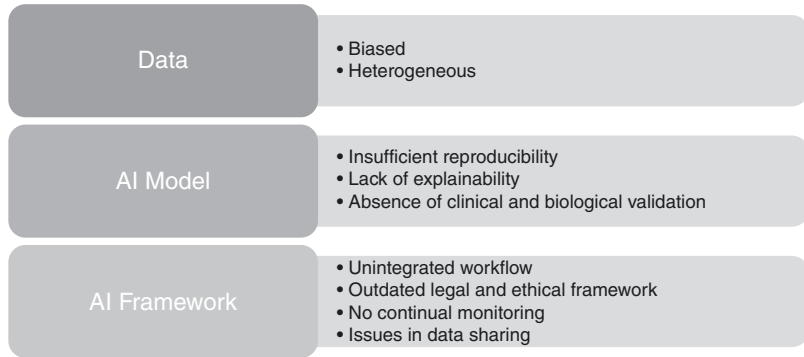 Data
• Biased
• Heterogeneous
AI Model
• Insufficient reproducibility
• Lack of explainability
• Absence of clinical and biological validation
AI Framework
• Unintegrated workflow
• Outdated legal and ethical framework
• No continual monitoring
• Issues in data sharing